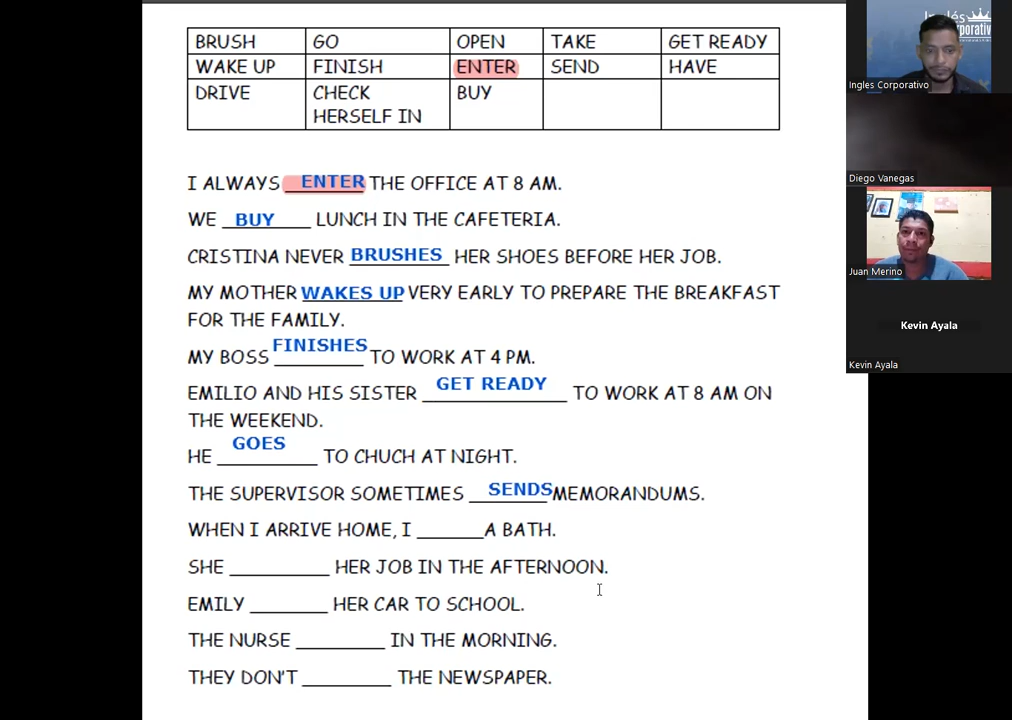 BRUSH GO OPEN TAKE GET READY
WAKE UP FINISH ENTER SEND HAVE
DRIVE CHECK HERSELF IN BUY
I ALWAYS ENTER THE OFFICE AT 8 AM.
WE BUY LUNCH IN THE CAFETERIA.
CRISTINA NEVER BRUSHES HER SHOES BEFORE HER JOB.
MY MOTHER WAKES UP VERY EARLY TO PREPARE THE BREAKFAST
FOR THE FAMILY.
MY BOSS FINISHES TO WORK AT 4 PM.
EMILIO AND HIS SISTER GET READY TO WORK AT 8 AM ON
THE WEEKEND.
HE GOES TO CHUCH AT NIGHT.
THE SUPERVISOR SOMETIMES SENDS MEMORANDUMS.
WHEN I ARRIVE HOME, I ______ A BATH.
SHE _________ HER JOB IN THE AFTERNOON.
EMILY _______ HER CAR TO SCHOOL.
THE NURSE ________ IN THE MORNING.
THEY DON'T ________ THE NEWSPAPER.
Inglés
Ingles Corporativo
Diego Vanegas
Juan Merino
Kevin Ayala
Kevin Ayala